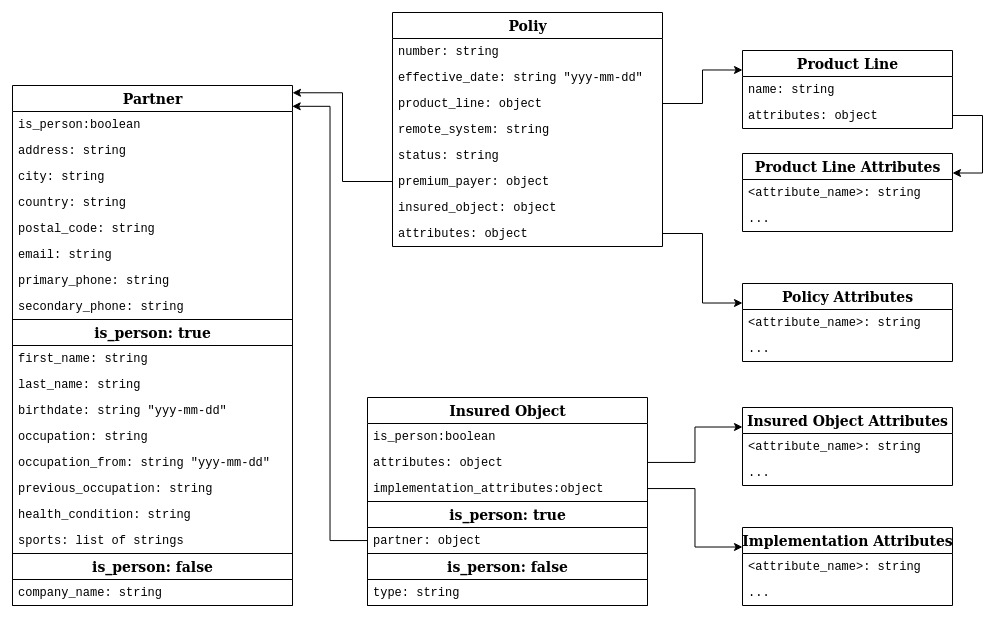 Poliy
number: string
effective_date: string "yyy-mm-dd"
product_line: object
remote_system: string
status: string
premium_payer: object
insured_object: object
attributes: object
Product Line
name: string
attributes: object
Product Line Attributes
<attribute_name>: string
...
Policy Attributes
<attribute_name>: string
...
Partner
is_person:boolean
address: string
city: string
country: string
postal_code: string
email: string
primary_phone: string
secondary_phone: string
is_person: true
first_name: string
last_name: string
birthdate: string "yyy-mm-dd"
occupation: string
occupation_from: string "yyy-mm-dd"
previous_occupation: string
health_condition: string
sports: list of strings
is_person: false
company_name: string
Insured Object
is_person:boolean
attributes: object
implementation_attributes:object
is_person: true
partner: object
is_person: false
type: string
Insured Object Attributes
<attribute_name>: string
...
Implementation Attributes
<attribute_name>: string
...